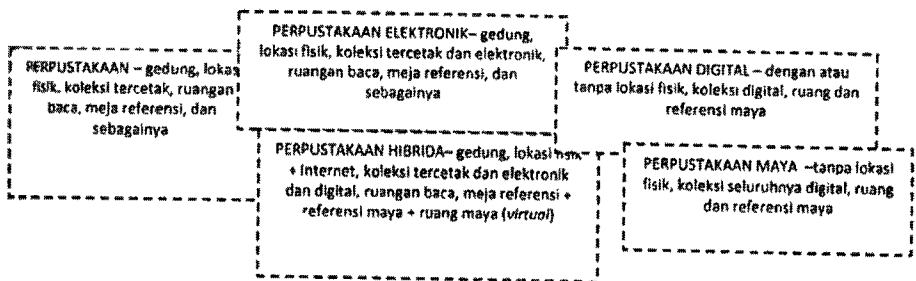 PERPUSTAKAAN – gedung, lokas
fisik, koleksi tercetak, ruangan
baca, meja referensi, dan
sebagainya
PERPUSTAKAAN ELEKTRONIK– gedung,
lokasi fisik, koleksi tercetak dan elektronik,
ruangan baca, meja referensi, dan
sebagainya
PERPUSTAKAAN HIBRIDA– gedung, lokasi fisik
+ Internet, koleksi tercetak dan elektronik
dan digital, ruangan baca, meja referensi +
referensi maya + ruang maya (virtual)
PERPUSTAKAAN DIGITAL – dengan atau
tanpa lokasi fisik, koleksi digital, ruang dan
referensi maya
PERPUSTAKAAN MAYA –tanpa lokasi
fisik, koleksi seluruhnya digital, ruang
dan referensi maya